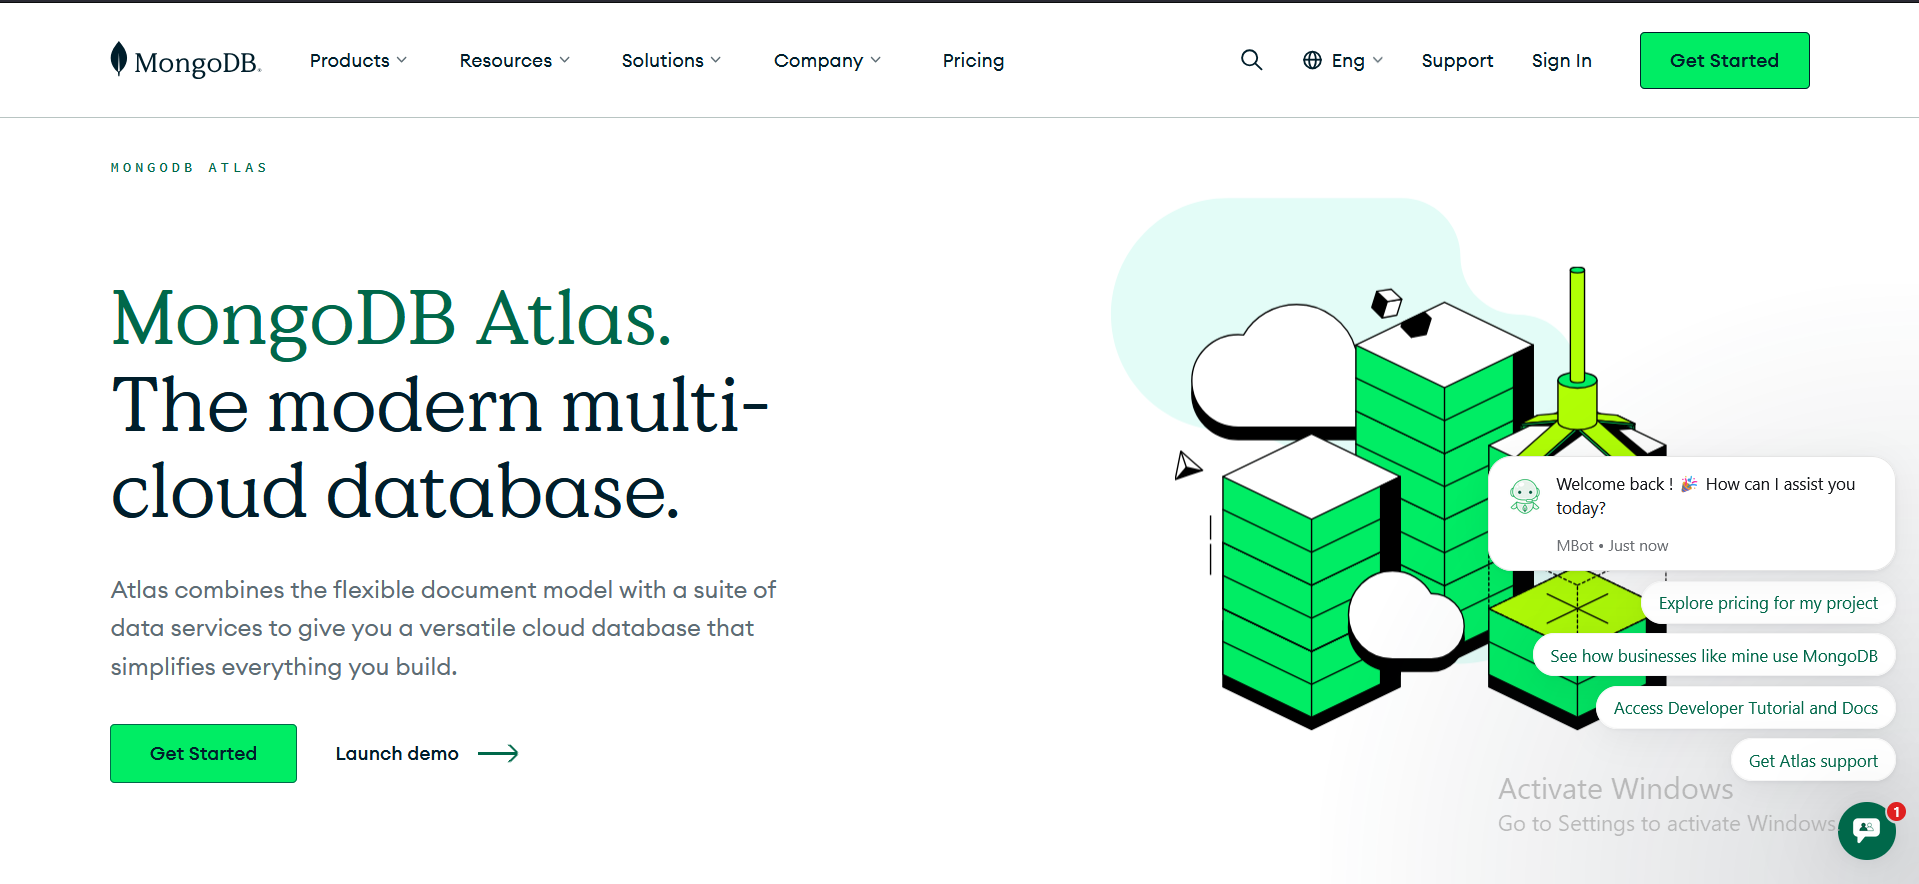 MongoDB.
Products
Resources
Solutions
Company
Pricing
Eng
Support
Sign In
Get Started
MONGODB ATLAS
MongoDB Atlas.
The modern multi-
cloud database.
Atlas combines the flexible document model with a suite of
data services to give you a versatile cloud database that
simplifies everything you build.
Get Started
Launch demo
Welcome back ! 🎉 How can I assist you
today?
MBot • Just now
Explore pricing for my project
See how businesses like mine use MongoDB
Access Developer Tutorial and Docs
Get Atlas support
Activate Windows
Go to Settings to activate Windows.
1